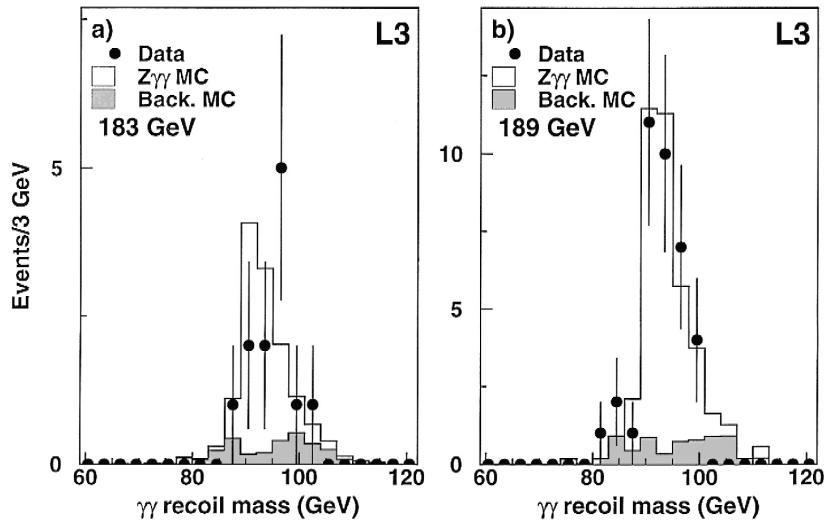 a)
L3
Data
Zγγ MC
Back. MC
183 GeV
Events/3 GeV
5
0
60
80
100
120
γγ recoil mass (GeV)
b)
L3
Data
Zγγ MC
Back. MC
189 GeV
10
5
0
60
80
100
120
γγ recoil mass (GeV)